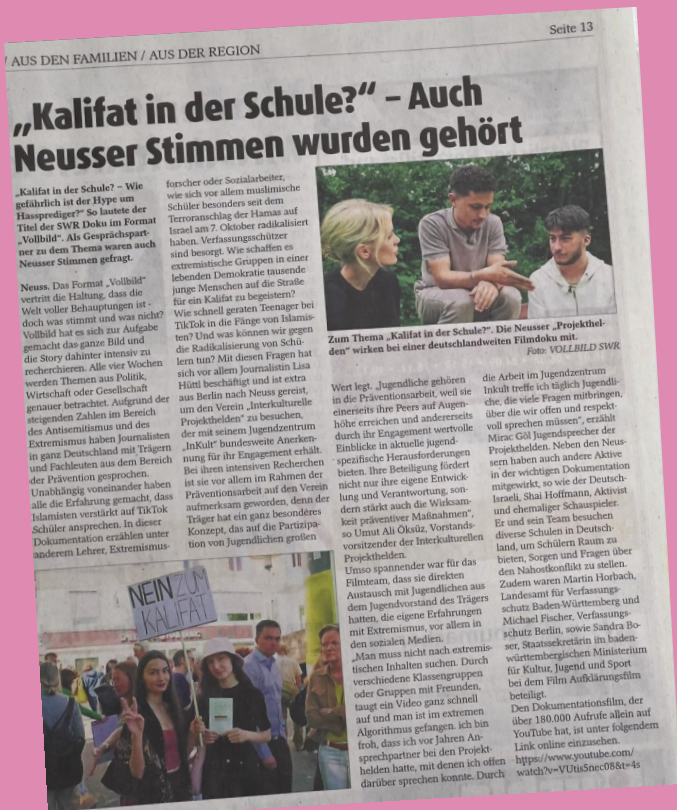 / AUS DEN FAMILIEN / AUS DER REGION
Seite 13
„Kalifat in der Schule?“ – Auch
Neusser Stimmen wurden gehört
„Kalifat in der Schule? – Wie
gefährlich ist der Hype um
Hassprediger?“ So lautete der
Titel der SWR Doku im Format
„Vollbild“. Als Gesprächspart-
ner zu dem Thema waren auch
Neusser Stimmen gefragt.
Neuss. Das Format „Vollbild“
vertritt die Haltung, dass die
Welt voller Behauptungen ist -
doch was stimmt und was nicht?
Vollbild hat es sich zur Aufgabe
gemacht das ganze Bild und
die Story dahinter intensiv zu
recherchieren. Alle vier Wochen
werden Themen aus Politik,
Wirtschaft oder Gesellschaft
genauer betrachtet. Aufgrund der
steigenden Zahlen im Bereich
des Antisemitismus und des
Extremismus haben Journalisten
in ganz Deutschland mit Trägern
und Fachleuten aus dem Bereich
der Prävention gesprochen.
Unabhängig voneinander haben
alle die Erfahrung gemacht, dass
Islamisten verstärkt auf TikTok
Schüler ansprechen. In dieser
Dokumentation erzählen unter
anderem Lehrer, Extremismus-
forscher oder Sozialarbeiter,
wie sich vor allem muslimische
Schüler besonders seit dem
Terroranschlag der Hamas auf
Israel am 7. Oktober radikalisiert
haben. Verfassungsschützer
sind besorgt. Wie schaffen es
extremistische Gruppen in einer
lebenden Demokratie tausende
junge Menschen auf die Straße
für ein Kalifat zu begeistern?
Wie schnell geraten Teenager bei
TikTok in die Fänge von Islamis-
ten? Und was können wir gegen
die Radikalisierung von Schü-
lern tun? Mit diesen Fragen hat
sich vor allem Journalistin Lisa
Hüttl beschäftigt und ist extra
aus Berlin nach Neuss greist,
um den Verein „Interkulturelle
Projekthelden“ zu besuchen,
der mit seinem Jugendzentrum
„InKult“ bundesweite Anerken-
nung für ihr Engagement erhält.
Bei ihren intensiven Recherchen
ist sie vor allem im Rahmen der
Präventionsarbeit auf den Verein
aufmerksam geworden, denn der
Träger hat ein ganz besonderes
Konzept, das auf die Partizipa-
tion von Jugendlichen großen
Zum Thema „Kalifat in der Schule?“. Die Neusser „Projekthel-
den“ wirken bei einer deutschlandweiten Filmdoku mit.
Foto: VOLLBILD SWR
Wert legt. „Jugendliche gehören
in die Präventionsarbeit, weil sie
einerseits ihre Peers auf Augen-
höhe erreichen und andererseits
durch ihr Engagement wertvolle
Einblicke in aktuelle jugend-
spezifische Herausforderungen
bieten. Ihre Beteiligung fördert
nicht nur ihre eigene Entwick-
lung und Verantwortung, son-
dern stärkt auch die Wirksam-
keit präventiver Maßnahmen“,
so Umut Ali Öksüz, Vorstands-
vorsitzender der Interkulturellen
Projekthelden.
Umso spannender war für das
Filmteam, dass sie direkten
Austausch mit Jugendlichen aus
dem Jugendvorstand des Trägers
hatten, die eigene Erfahrungen
mit Extremismus, vor allem in
den sozialen Medien.
„Man muss nicht nach extremis-
tischen Inhalten suchen. Durch
verschiedene Klassengruppen
oder Gruppen mit Freunden,
taugt ein Video ganz schnell
auf und man ist im extremen
Algorithmus gefangen. ich bin
froh, dass ich vor Jahren An-
sprechpartner bei den Projekt-
helden hatte, mit denen ich offen
darüber sprechen konnte. Durch
die Arbeit im Jugendzentrum
Inkult treffe ich täglich Jugendli-
che, die viele Fragen mitbringen,
über die wir offen und respekt-
voll sprechen müssen“, erzählt
Mirac Göl Jugendsprecher der
Projekthelden. Neben den Neus-
sern haben auch andere Aktive
in der wichtigen Dokumentation
mitgewirkt, so wie der Deutsch-
Israeli, Shai Hoffmann, Aktivist
und ehemaliger Schauspieler.
Er und sein Team besuchen
diverse Schulen in Deutsch-
land, um Schülern Raum zu
bieten, Sorgen und Fragen über
den Nahostkonflikt zu stellen.
Zudem waren Martin Horbach,
Landesamt für Verfassungs-
schutz Baden-Württemberg und
Michael Fischer, Verfassungs-
schutz Berlin, sowie Sandra Bo-
ser, Staatssekretärin im baden-
württembergischen Ministerium
für Kultur, Jugend und Sport
bei dem Film Aufklärungsfilm
beteiligt.
Den Dokumentationsfilm, der
über 180.000 Aufrufe allein auf
YouTube hat, ist unter folgendem
Link online einzusehen.
https://www.youtube.com/
watch?v=VUtis5nec08&t=4s
NEIN ZUM
KALIFAT